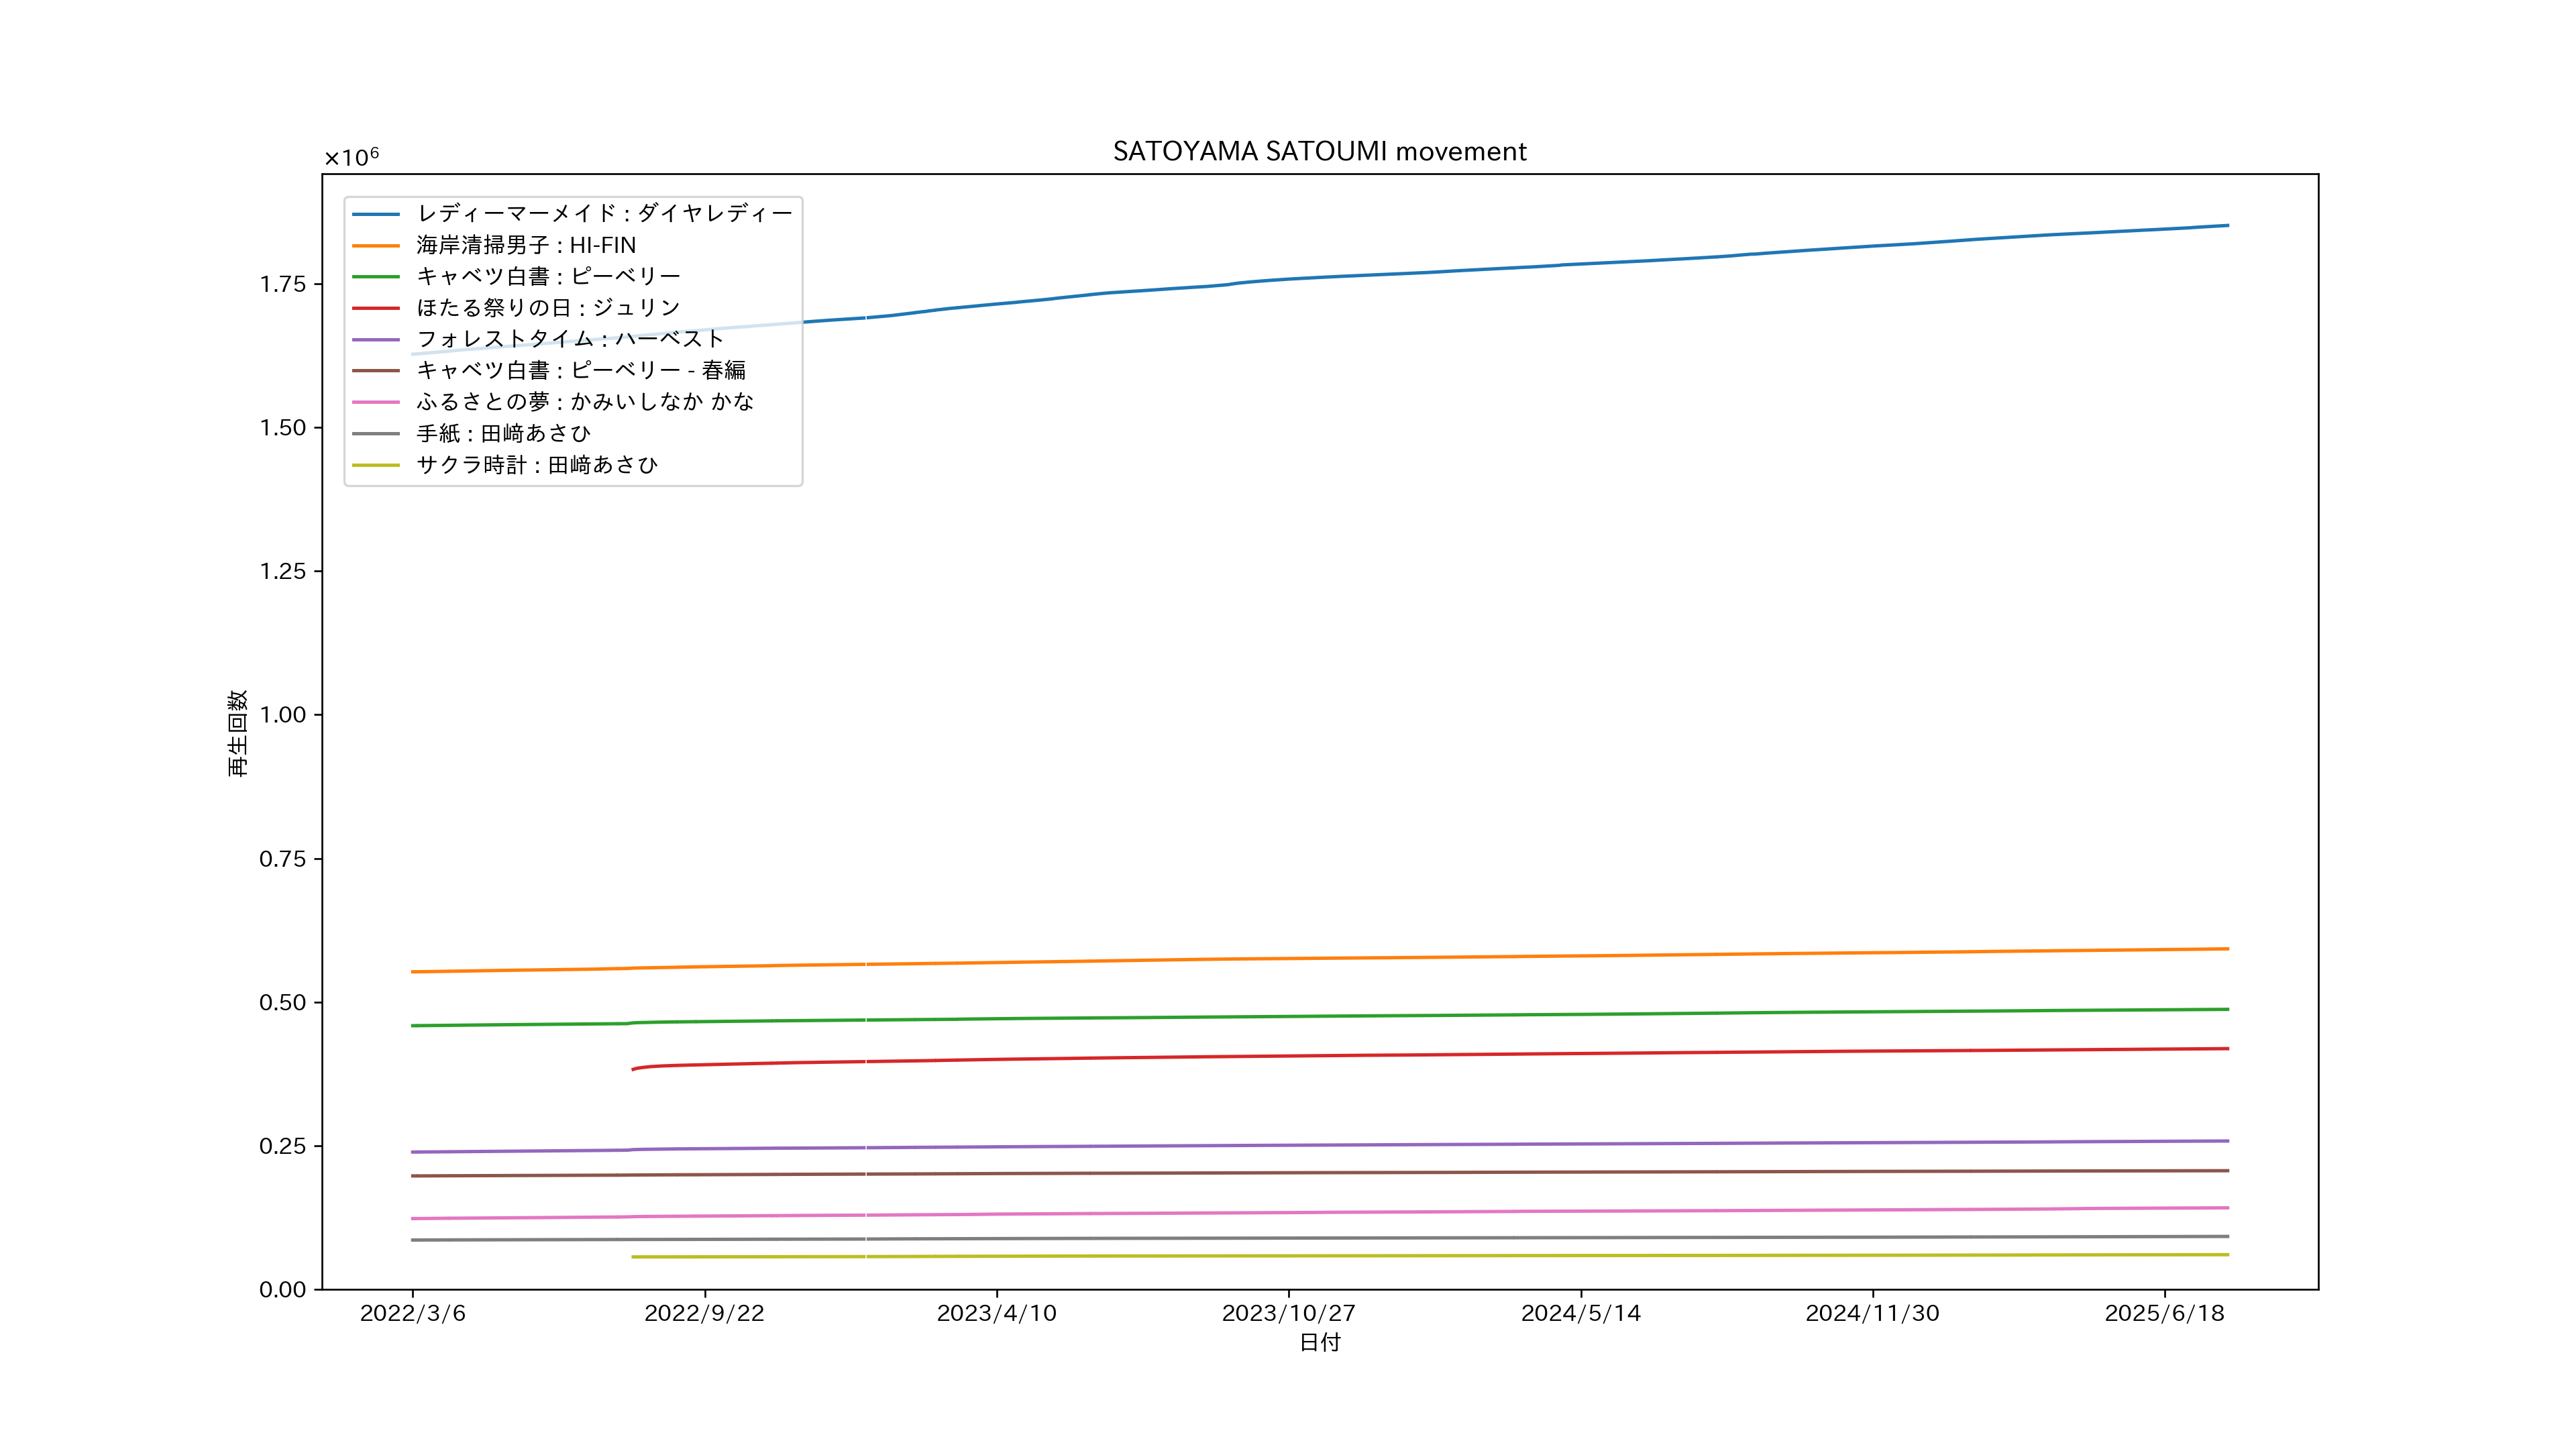 SATOYAMA SATOUMI movement
×10⁶
レディーマーメイド : ダイヤレディー
海岸清掃男子 : HI-FIN
キャベツ白書 : ピーベリー
ほたる祭りの日 : ジュリン
フォレストタイム : ハーベスト
キャベツ白書 : ピーベリー - 春編
ふるさとの夢 : かみいしなか かな
手紙 : 田﨑あさひ
サクラ時計 : 田﨑あさひ
1.75
1.50
1.25
1.00
0.75
0.50
0.25
0.00
再生回数
2022/3/6 2022/9/22 2023/4/10 2023/10/27 2024/5/14 2024/11/30 2025/6/18
日付